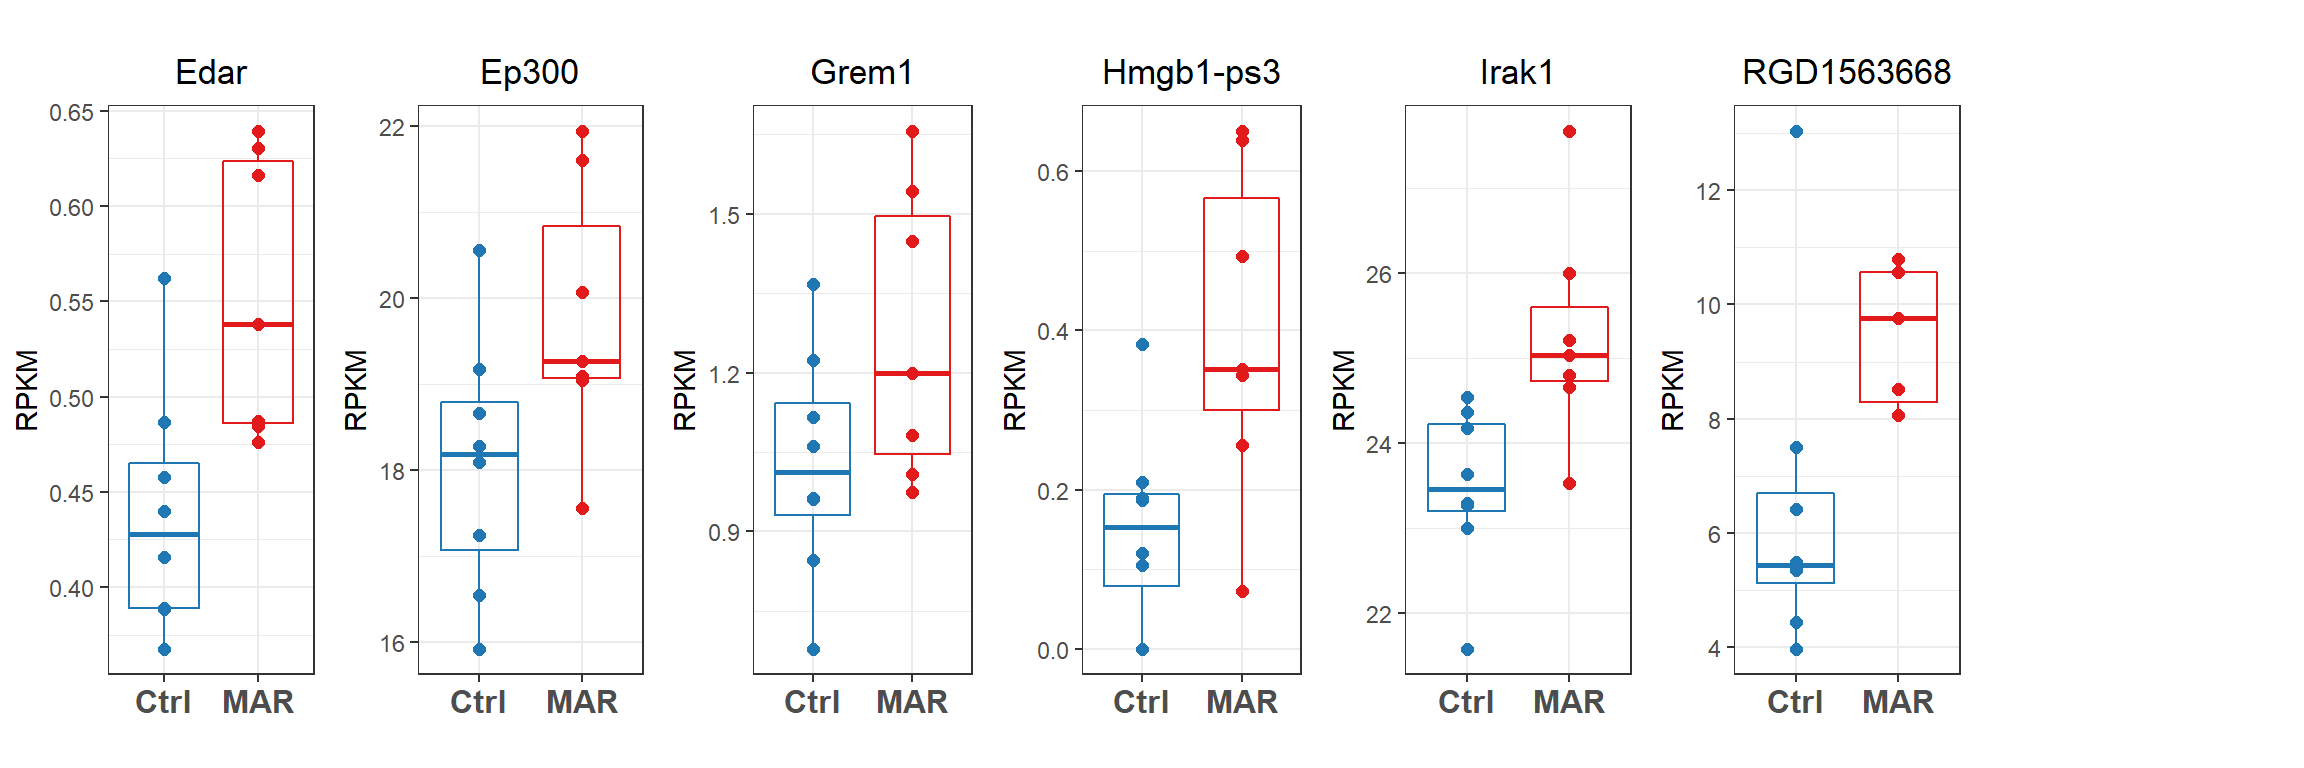 Edar
RPKM
0.65
0.60
0.55
0.50
0.45
0.40
Ctrl MAR
Ep300
RPKM
22
20
18
16
Ctrl MAR
Grem1
RPKM
1.5
1.2
0.9
Ctrl MAR
Hmgb1-ps3
RPKM
0.6
0.4
0.2
0.0
Ctrl MAR
Irak1
RPKM
26
24
22
Ctrl MAR
RGD1563668
RPKM
12
10
8
6
4
Ctrl MAR